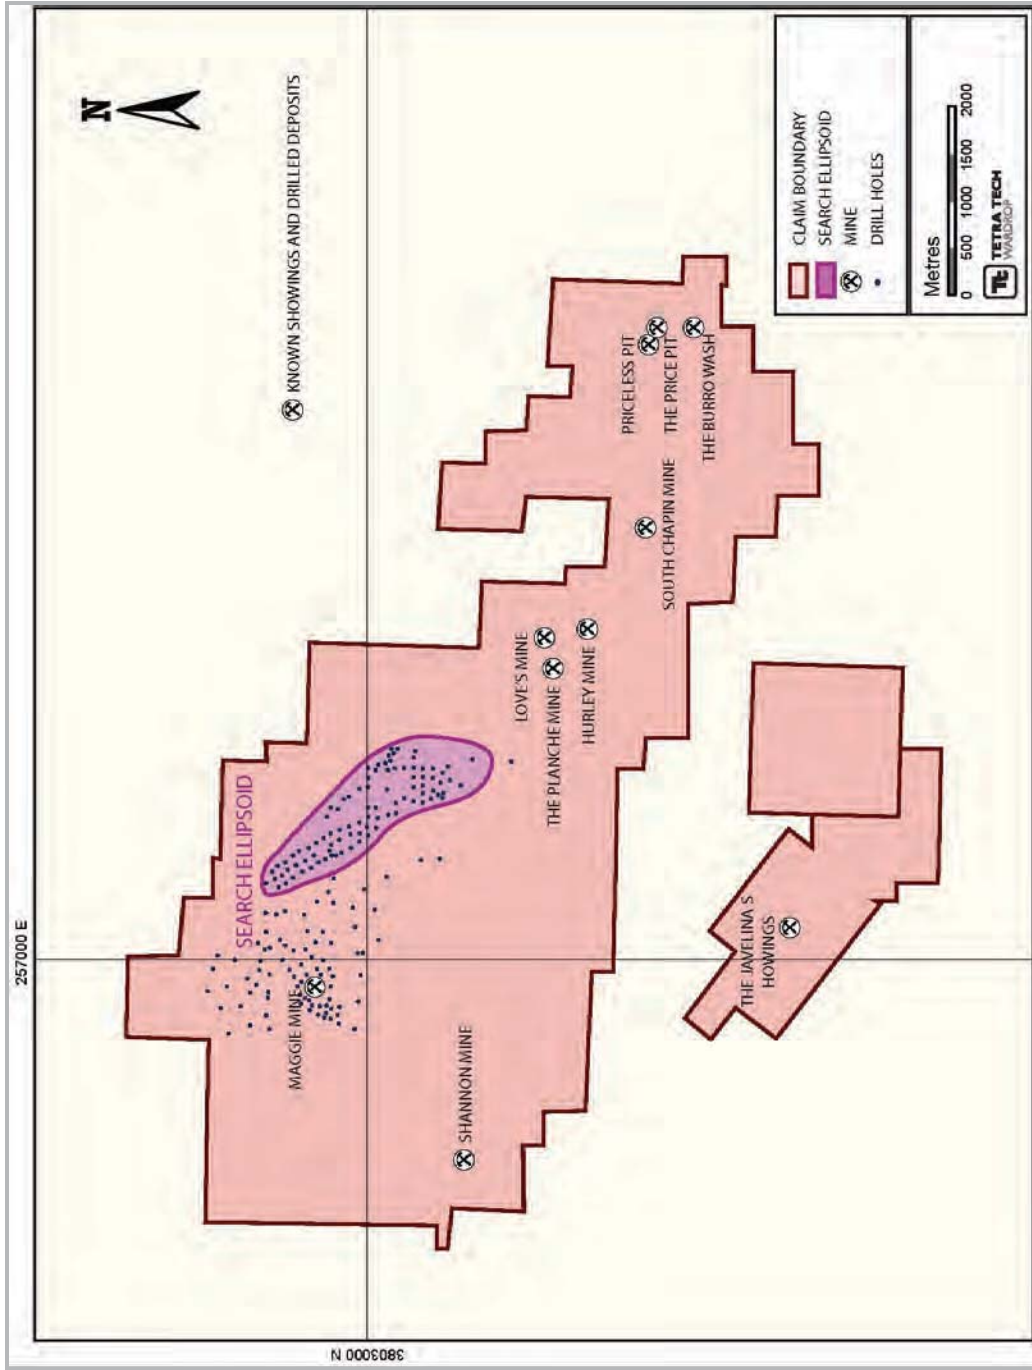 N
KNOWN SHOWINGS AND DRILLED DEPOSITS
257000 E
3803000 N
SEARCH ELLIPSOID
MAGGIE MINE
SHANNON MINE
LOVE'S MINE
THE PLANCHE MINE
HURLEY MINE
SOUTH CHAPIN MINE
PRICELESS PIT
THE PRICE PIT
THE BURRO WASH
THE JAVELINA S
HOWINGS
CLAIM BOUNDARY
SEARCH ELLIPSOID
MINE
DRILL HOLES
Metres
0 500 1000 1500 2000
Tt TETRA TECH
WARDROP